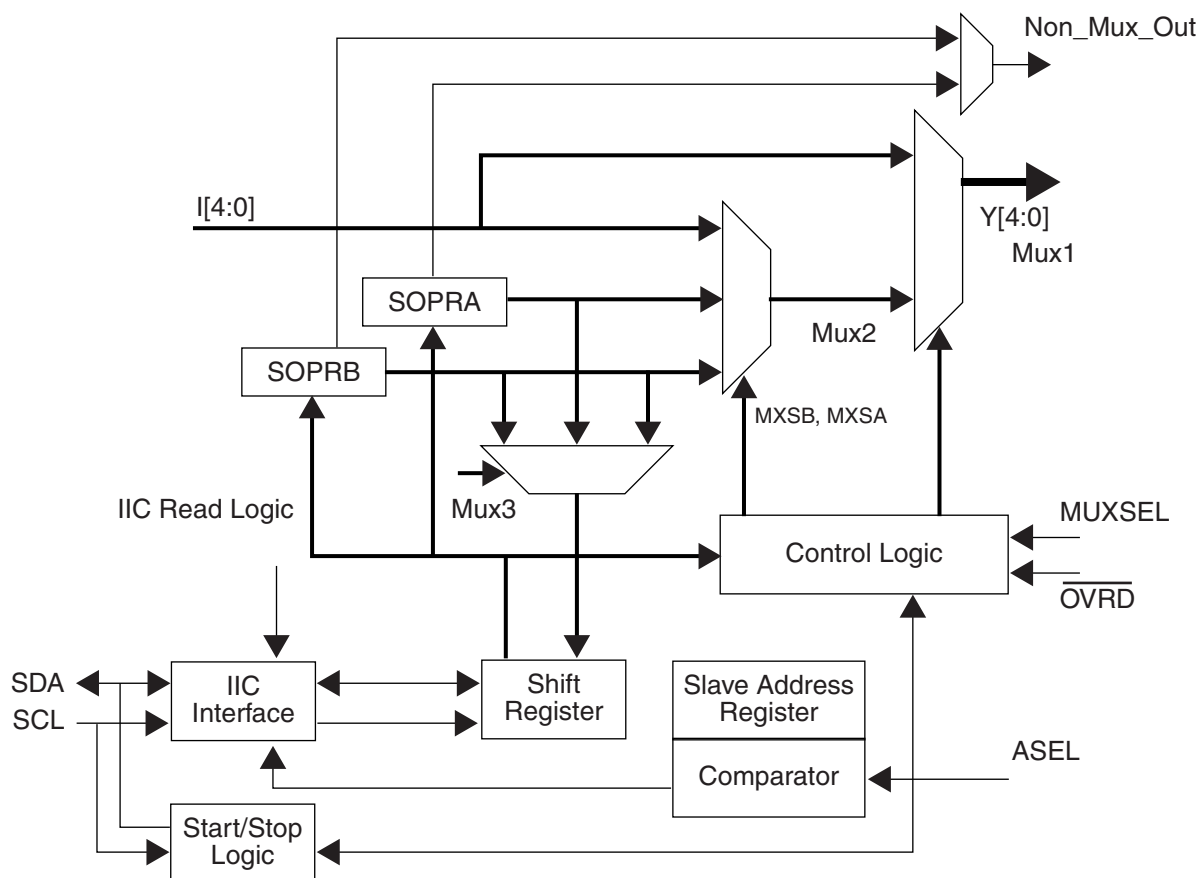 Non_Mux_Out
I[4:0]
Y[4:0]
Mux1
SOPRA
Mux2
SOPRB
MXSB, MXSA
Mux3
IIC Read Logic
MUXSEL
Control Logic
OVRD
SDA
SCL
IIC
Interface
Shift
Register
Slave Address
Register
Comparator
ASEL
Start/Stop
Logic